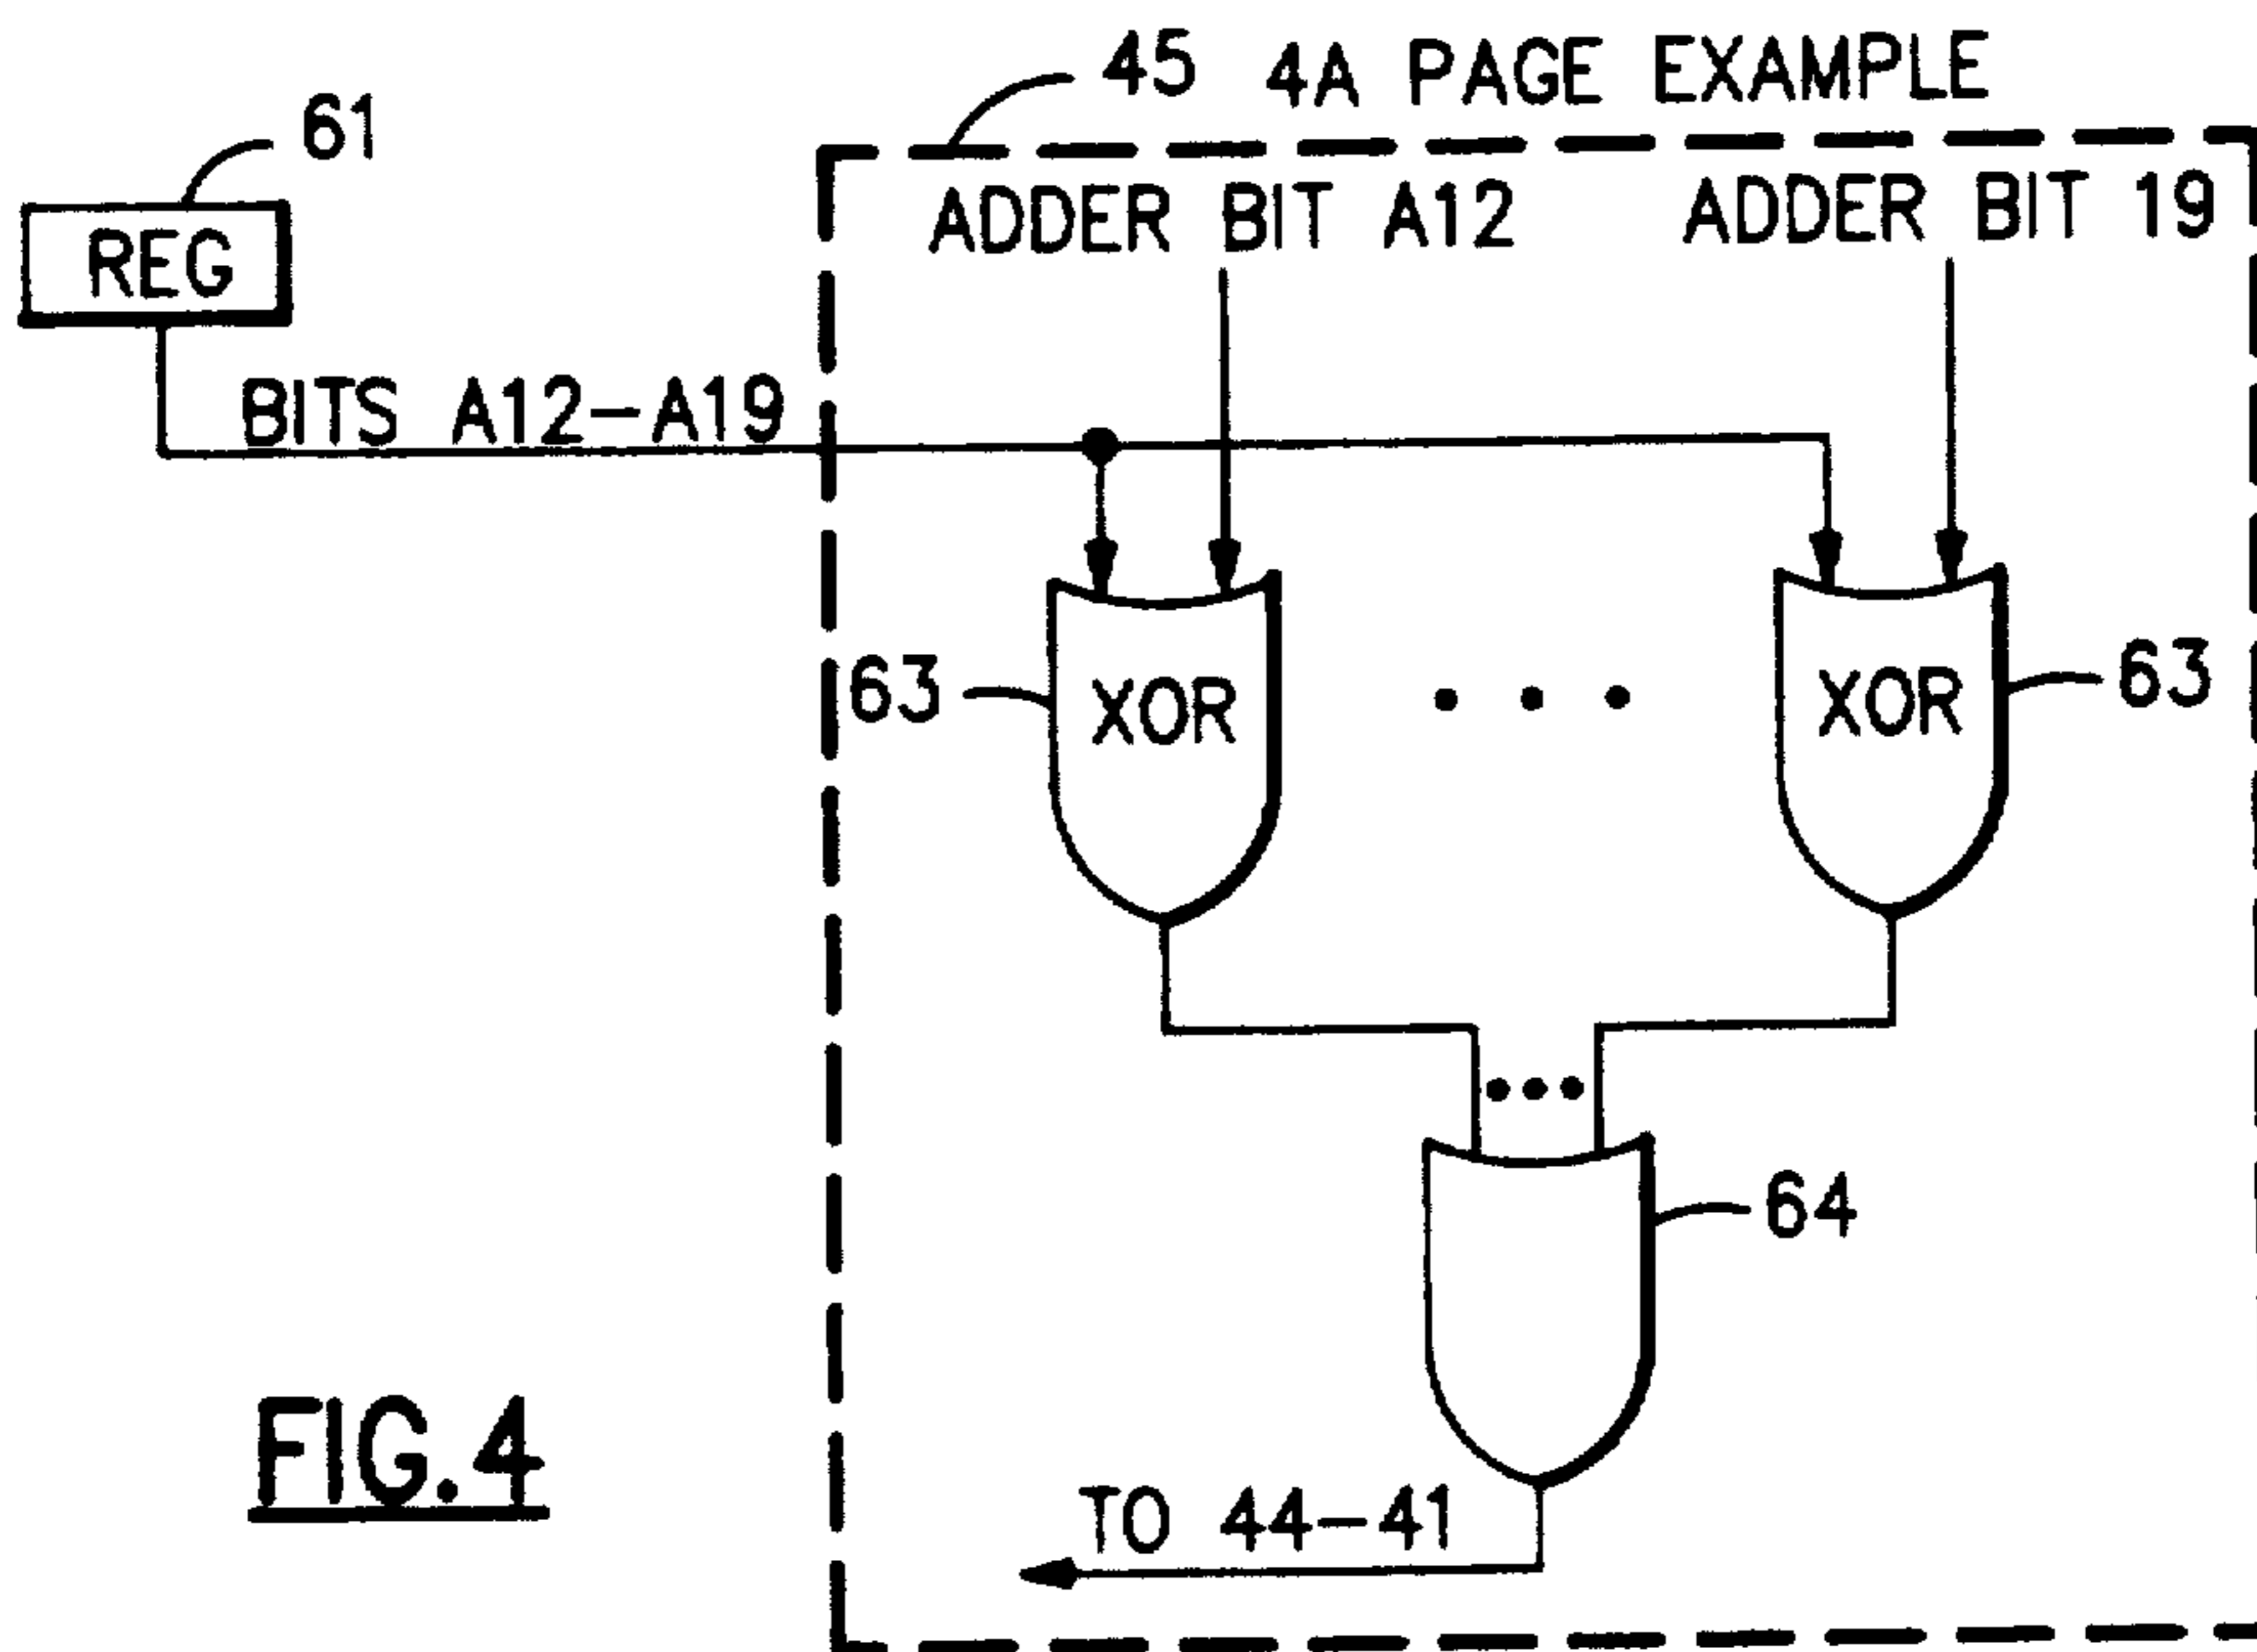 45 4A PAGE EXAMPLE
61
ADDER BIT A12
ADDER BIT 19
REG
BITS A12-A19
63
XOR
XOR
63
64
FIG.4
TO 44-41